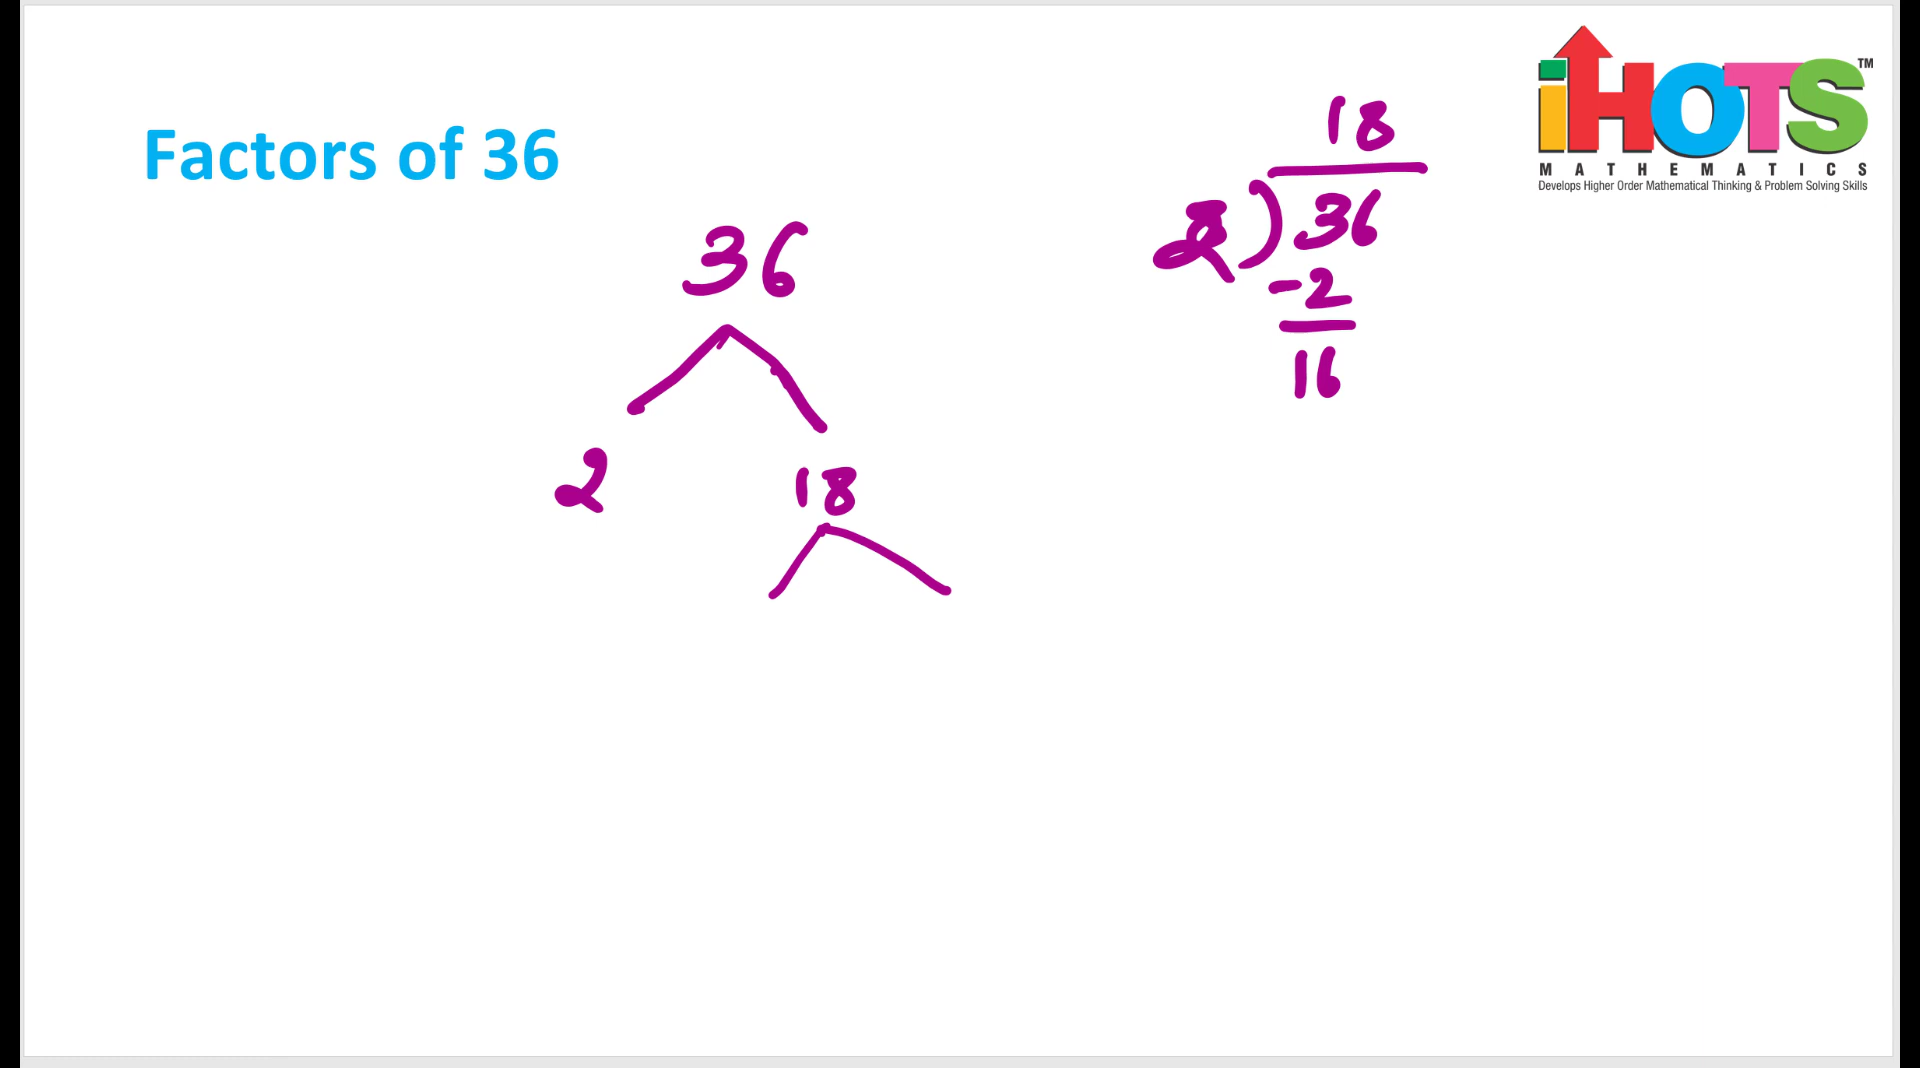 Factors of 36
36
2 18
18
2 ) 36
-2
16
iHOTS™
MATHEMATICS
Develops Higher Order Mathematical Thinking & Problem Solving Skills